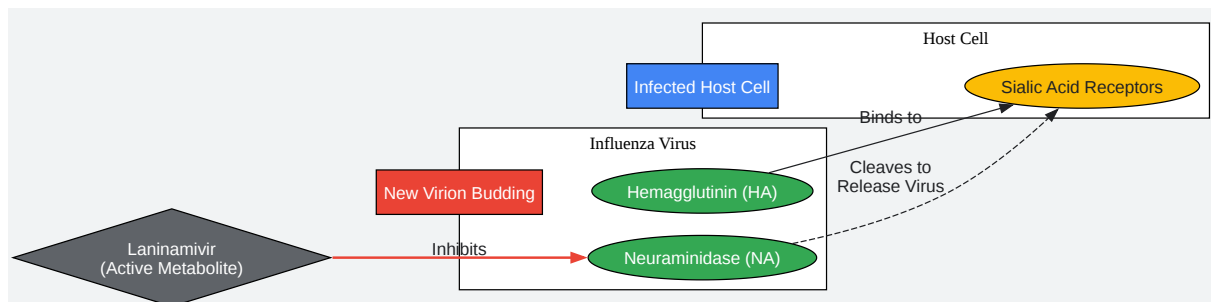 Host Cell
Infected Host Cell
Sialic Acid Receptors
Binds to
Influenza Virus
Cleaves to
Release Virus
New Virion Budding
Hemagglutinin (HA)
Laninamivir
(Active Metabolite)
Inhibits
Neuraminidase (NA)